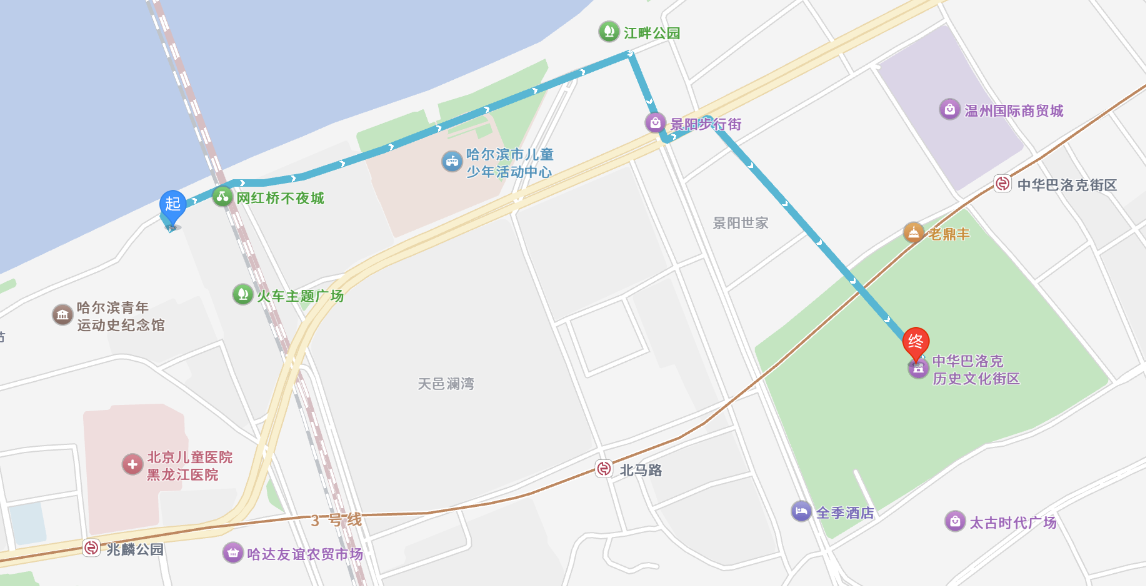 江畔公园
景阳步行街
温州国际商贸城
哈尔滨市儿童
少年活动中心
中华巴洛克街区
起
网红桥不夜城
景阳世家
老鼎丰
火车主题广场
哈尔滨青年
运动史纪念馆
终
中华巴洛克
历史文化街区
天邑澜湾
北京儿童医院
黑龙江医院
北马路
全季酒店
太古时代广场
3 号线
兆麟公园
哈达友谊农贸市场